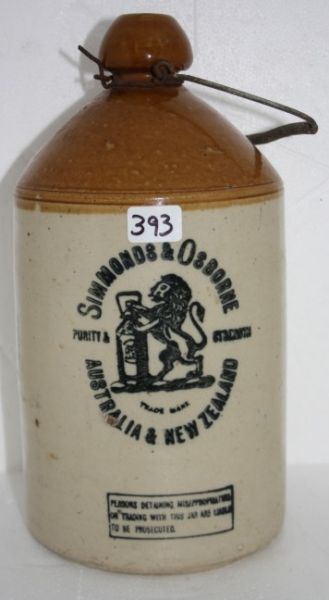 393
SIMMONDS & OSBORNE
PURITY & STRENGTH
TRADE MARK
AUSTRALIA & NEW ZEALAND
PERSONS DETAINING MISAPPROPRIATING
OR TRADING WITH THIS JAR ARE LIABLE
TO BE PROSECUTED.